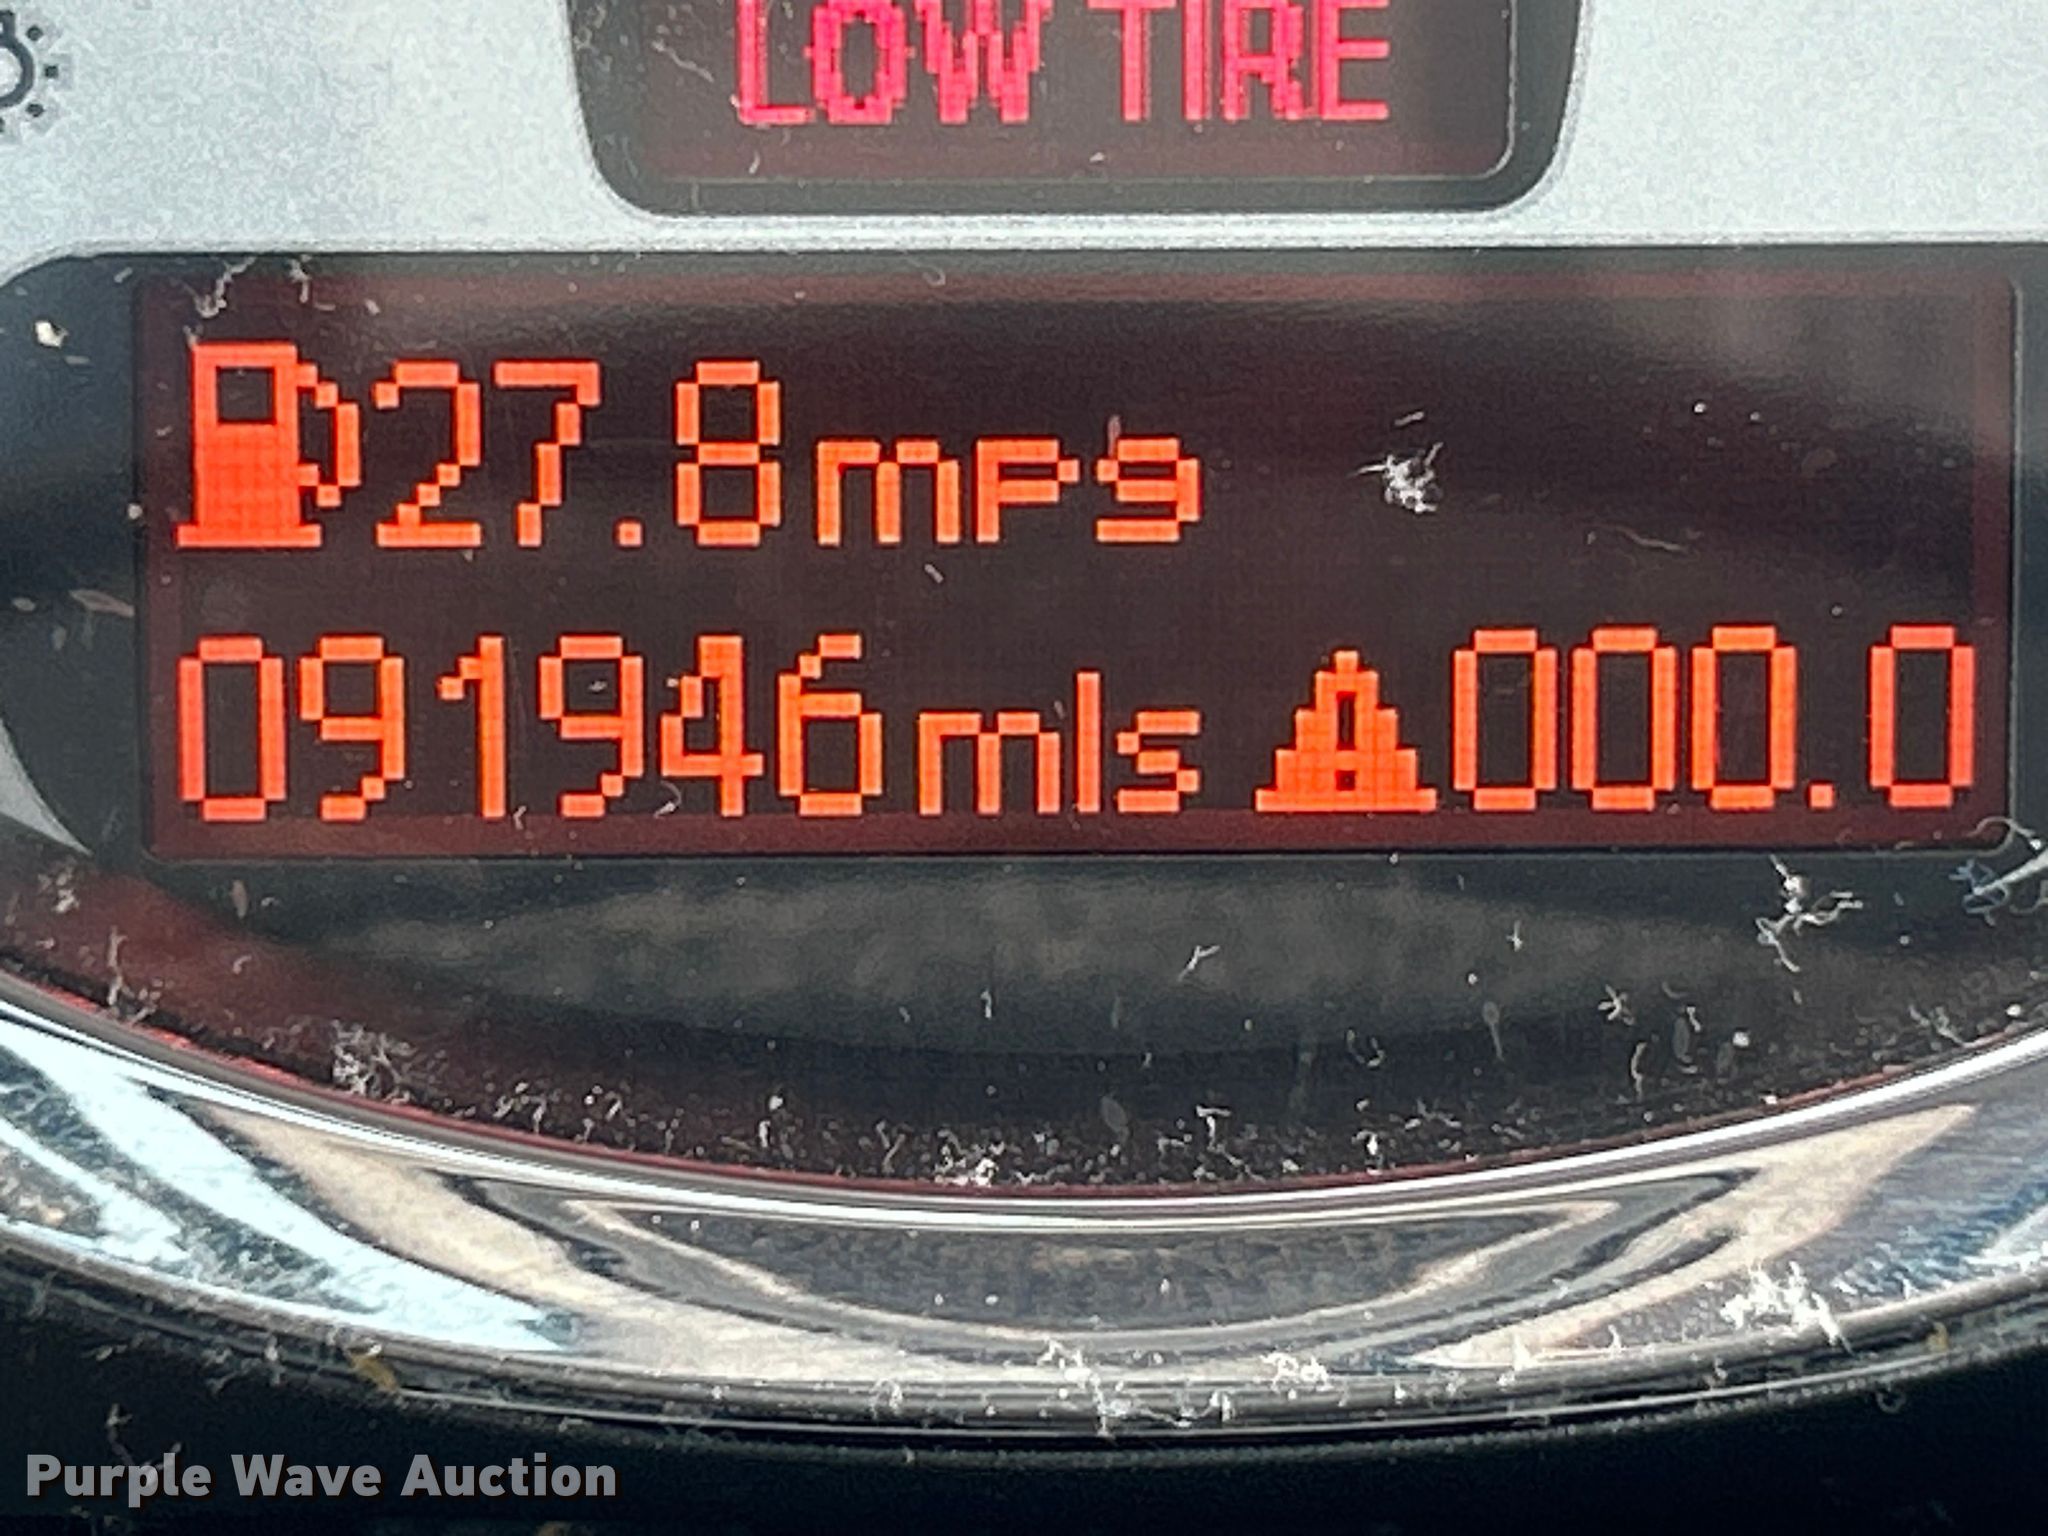 LOW TIRE
27.8mpg
091946mls 000.0
Purple Wave Auction